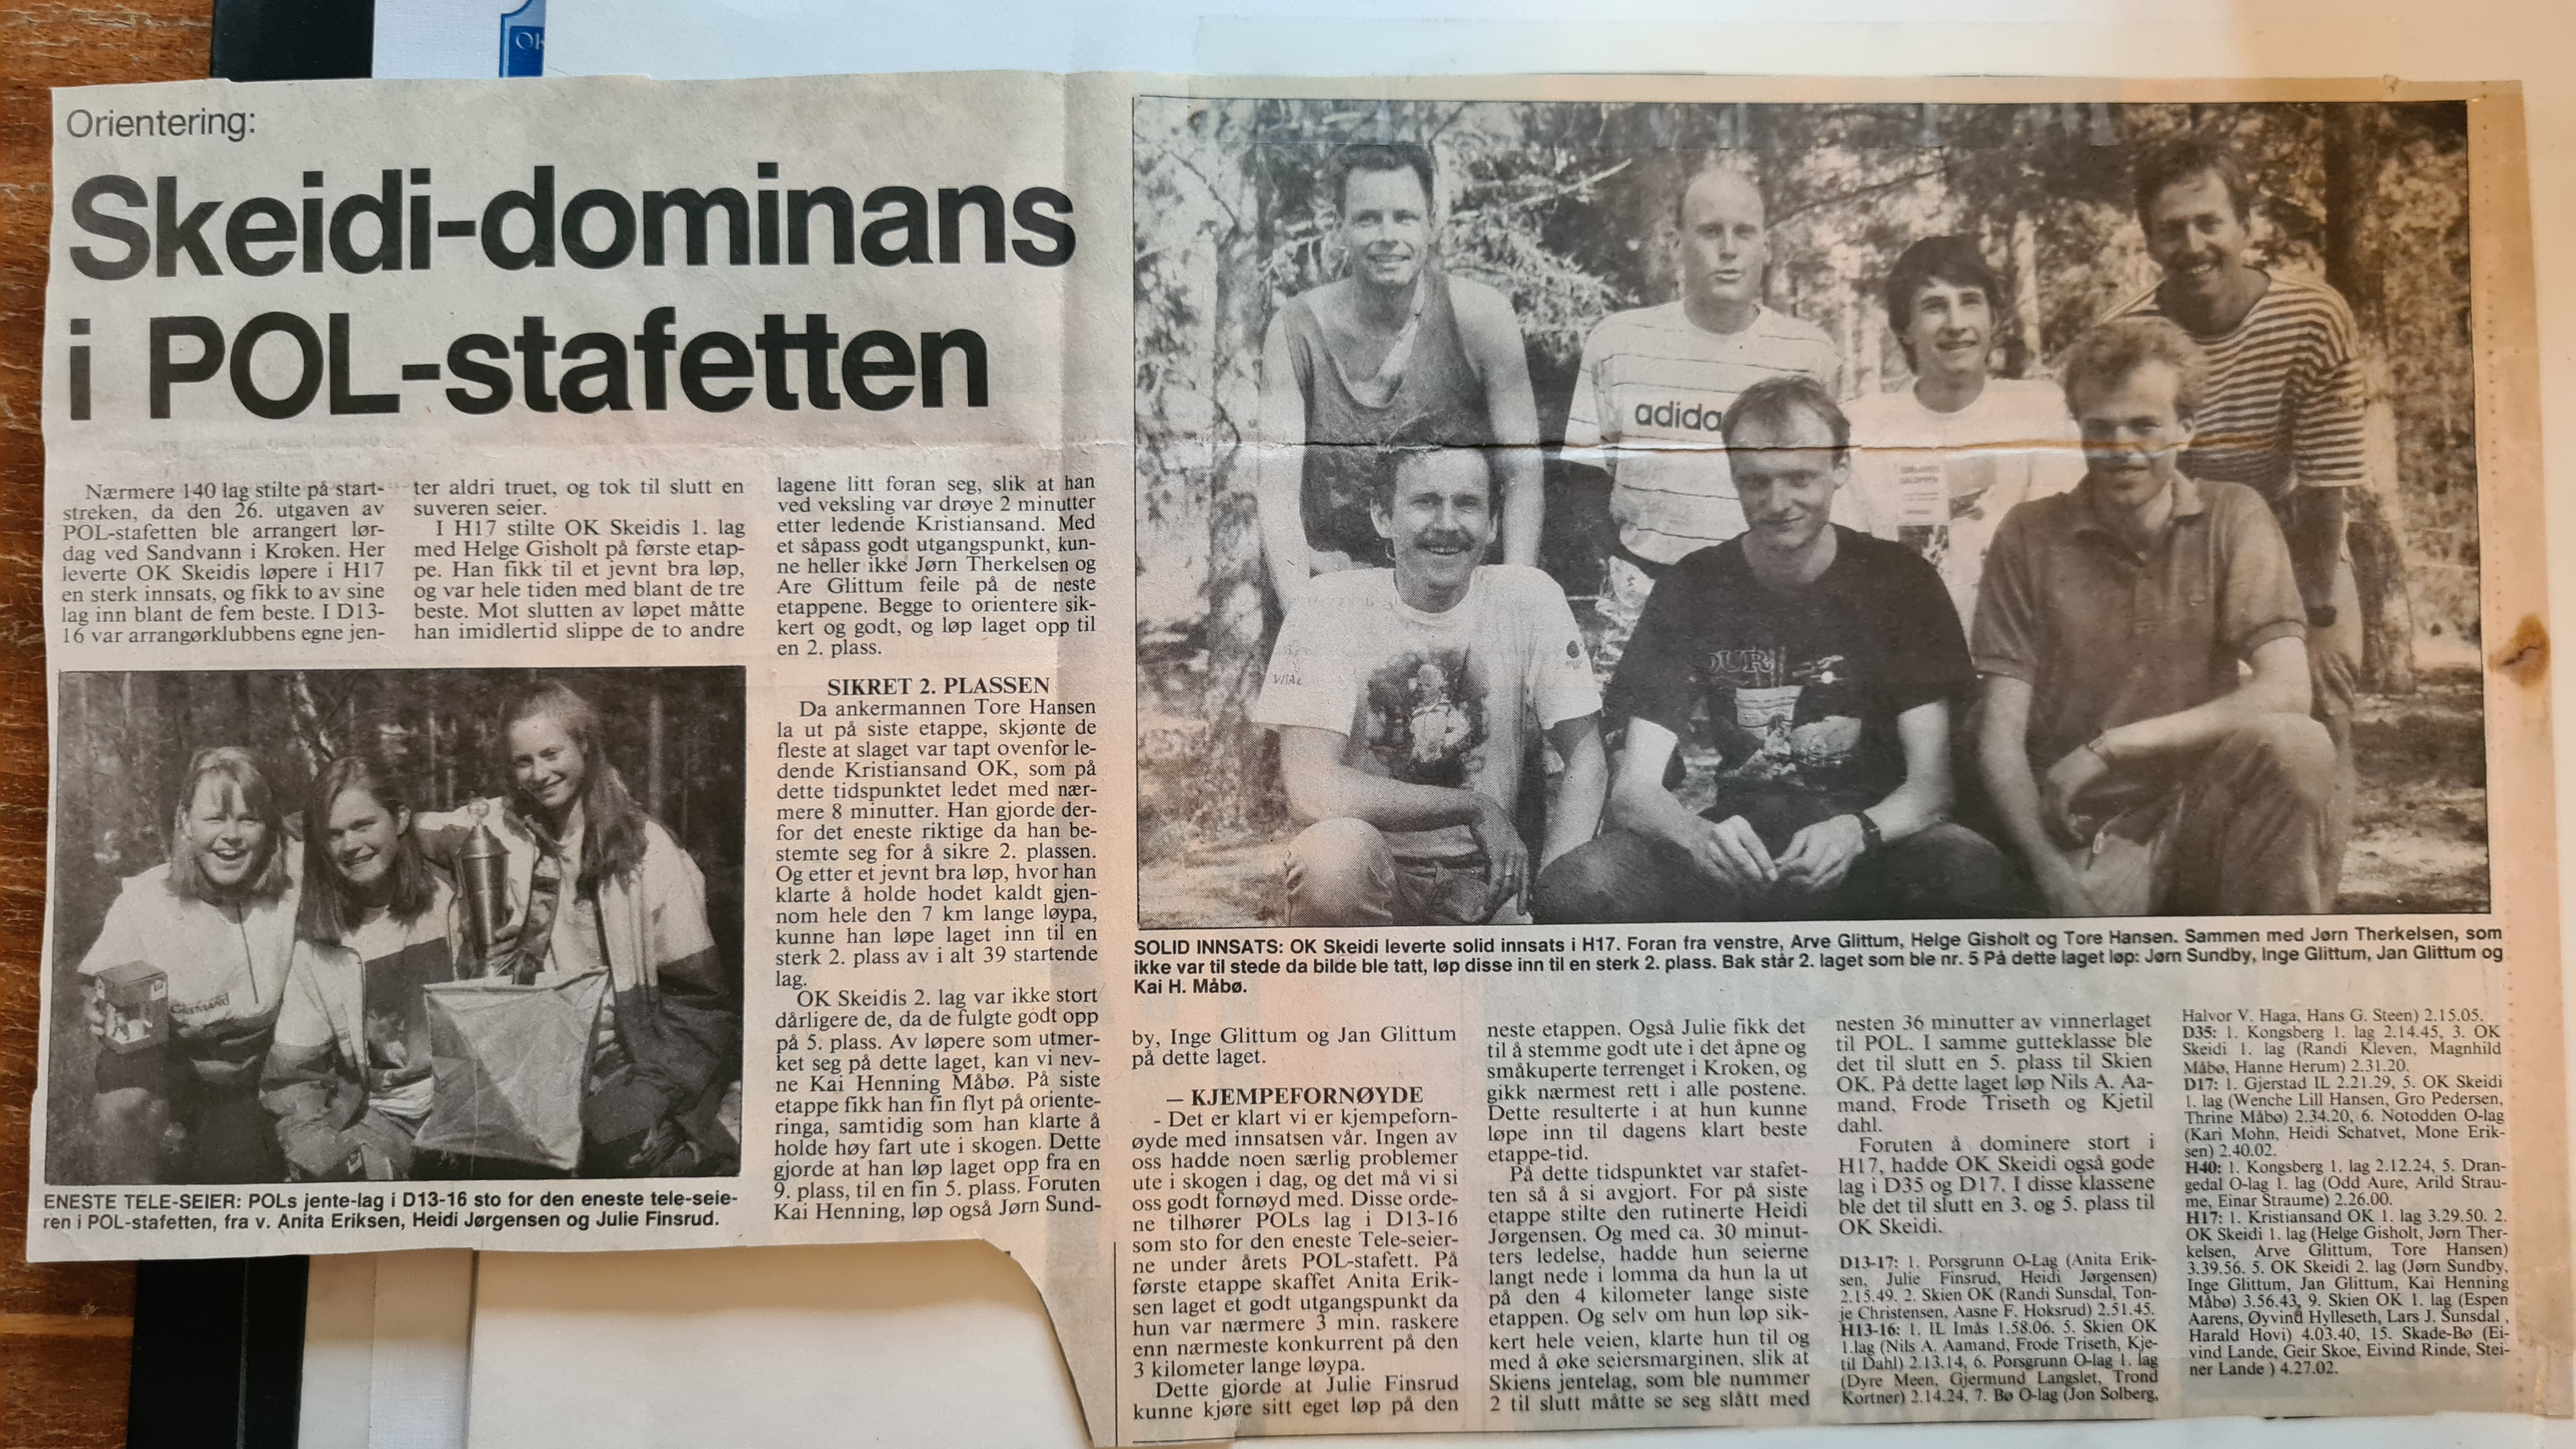 OK
Orientering:
Skeidi-dominans
i POL-stafetten
Nærmere 140 lag stilte på start-
streken, da den 26. utgaven av
POL-stafetten ble arrangert lør-
dag ved Sandvann i Kroken. Her
leverte OK Skeidis løpere i H17
en sterk innsats, og fikk to av sine
lag inn blant de fem beste. I D13-
16 var arrangørklubbens egne jen-
ter aldri truet, og tok til slutt en
suveren seier.
I H17 stilte OK Skeidis 1. lag
med Helge Gisholt på første etap-
pe. Han fikk til et jevnt bra løp,
og var hele tiden med blant de tre
beste. Mot slutten av løpet måtte
han imidlertid slippe de to andre
lagene litt foran seg, slik at han
ved veksling var drøye 2 minutter
etter ledende Kristiansand. Med
et såpass godt utgangspunkt, kun-
ne heller ikke Jørn Therkelsen og
Are Glittum feile på de neste
etappene. Begge to orientere sik-
kert og godt, og løp laget opp til
en 2. plass.
SIKRET 2. PLASSEN
Da ankermannen Tore Hansen
la ut på siste etappe, skjønte de
fleste at slaget var tapt ovenfor le-
dende Kristiansand OK, som på
dette tidspunktet ledet med nær-
mere 8 minutter. Han gjorde der-
for det eneste riktige da han be-
stemte seg for å sikre 2. plassen.
Og etter et jevnt bra løp, hvor han
klarte å holde hodet kaldt gjen-
nom hele den 7 km lange løypa,
kunne han løpe laget inn til en
sterk 2. plass av i alt 39 startende
lag.
OK Skeidis 2. lag var ikke stort
dårligere de, da de fulgte godt opp
på 5. plass. Av løpere som utmer-
ket seg på dette laget, kan vi nev-
ne Kai Henning Måbø. På siste
etappe fikk han fin flyt på oriente-
ringa, samtidig som han klarte å
holde høy fart ute i skogen. Dette
gjorde at han løp laget opp fra en
9. plass, til en fin 5. plass. Foruten
Kai Henning, løp også Jørn Sund-
ENESTE TELE-SEIER: POLs jente-lag i D13-16 sto for den eneste tele-seie-
ren i POL-stafetten, fra v. Anita Eriksen, Heidi Jørgensen og Julie Finsrud.
adida
VITAL
OUR
SOLID INNSATS: OK Skeidi leverte solid innsats i H17. Foran fra venstre, Arve Glittum, Helge Gisholt og Tore Hansen. Sammen med Jørn Therkelsen, som
ikke var til stede da bilde ble tatt, løp disse inn til en sterk 2. plass. Bak står 2. laget som ble nr. 5 På dette laget løp: Jørn Sundby, Inge Glittum, Jan Glittum og
Kai H. Måbø.
by, Inge Glittum og Jan Glittum
på dette laget.
— KJEMPEFORNØYDE
- Det er klart vi er kjempeforn-
øyde med innsatsen vår. Ingen av
oss hadde noen særlig problemer
ute i skogen i dag, og det må vi si
oss godt fornøyd med. Disse orde-
ne tilhører POLs lag i D13-16
som sto for den eneste Tele-seier-
ne under årets POL-stafett. På
første etappe skaffet Anita Erik-
sen laget et godt utgangspunkt da
hun var nærmere 3 min. raskere
enn nærmeste konkurrent på den
3 kilometer lange løypa.
Dette gjorde at Julie Finsrud
kunne kjøre sitt eget løp på den
neste etappen. Også Julie fikk det
til å stemme godt ute i det åpne og
småkuperte terrenget i Kroken, og
gikk nærmest rett i alle postene.
Dette resulterte i at hun kunne
løpe inn til dagens klart beste
etappe-tid.
På dette tidspunktet var stafet-
ten så å si avgjort. For på siste
etappe stilte den rutinerte Heidi
Jørgensen. Og med ca. 30 minut-
ters ledelse, hadde hun seierne
langt nede i lomma da hun la ut
på den 4 kilometer lange siste
etappen. Og selv om hun løp sik-
kert hele veien, klarte hun til og
med å øke seiersmarginen, slik at
Skiens jentelag, som ble nummer
2 til slutt måtte se seg slått med
nesten 36 minutter av vinnerlaget
til POL. I samme gutteklasse ble
det til slutt en 5. plass til Skien
OK. På dette laget løp Nils A. Aa-
mand, Frode Triseth og Kjetil
dahl.
Foruten å dominere stort i
H17, hadde OK Skeidi også gode
lag i D35 og D17. I disse klassene
ble det til slutt en 3. og 5. plass til
OK Skeidi.
D13-17: 1. Porsgrunn O-Lag (Anita Erik-
sen, Julie Finsrud, Heidi Jørgensen)
2.15.49. 2. Skien OK (Randi Sunsdal, Ton-
je Christensen, Aasne F. Hoksrud) 2.51.45.
H13-16: 1. IL Imås 1.58.06. 5. Skien OK
1.lag (Nils A. Aamand, Frode Triseth, Kje-
til Dahl) 2.13.14, 6. Porsgrunn O-lag 1. lag
(Dyre Meen, Gjermund Langslet, Trond
Kortner) 2.14.24, 7. Bø O-lag (Jon Solberg,
Halvor V. Haga, Hans G. Steen) 2.15.05.
D35: 1. Kongsberg 1. lag 2.14.45, 3. OK
Skeidi 1. lag (Randi Kleven, Magnhild
Måbø, Hanne Herum) 2.31.20.
D17: 1. Gjerstad IL 2.21.29, 5. OK Skeidi
1. lag (Wenche Lill Hansen, Gro Pedersen,
Thrine Måbø) 2.34.20, 6. Notodden O-lag
(Kari Mohn, Heidi Schatvet, Mone Erik-
sen) 2.40.02.
H40: 1. Kongsberg 1. lag 2.12.24, 5. Dran-
gedal O-lag 1. lag (Odd Aure, Arild Strau-
me, Einar Straume) 2.26.00.
H17: 1. Kristiansand OK 1. lag 3.29.50. 2.
OK Skeidi 1. lag (Helge Gisholt, Jørn Ther-
kelsen, Arve Glittum, Tore Hansen)
3.39.56. 5. OK Skeidi 2. lag (Jørn Sundby,
Inge Glittum, Jan Glittum, Kai Henning
Måbø) 3.56.43, 9. Skien OK 1. lag (Espen
Aarens, Øyvind Hylleseth, Lars J. Sunsdal ,
Harald Hovi) 4.03.40, 15. Skade-Bø (Ei-
vind Lande, Geir Skoe, Eivind Rinde, Stei-
ner Lande ) 4.27.02.